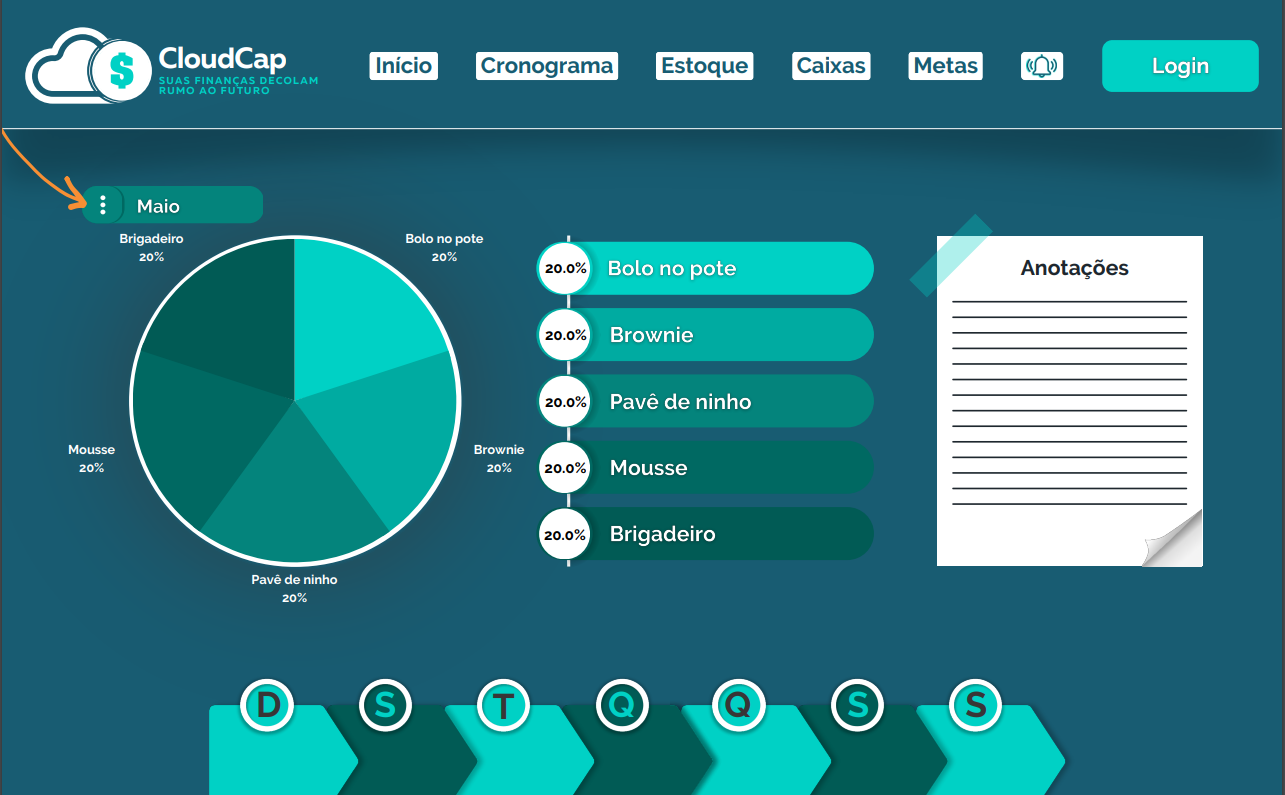 $
CloudCap
SUAS FINANÇAS DECOLAM
RUMO AO FUTURO
Início
Cronograma
Estoque
Caixas
Metas
Login
Maio
Brigadeiro
20%
Bolo no pote
20%
Mousse
20%
Brownie
20%
Pavê de ninho
20%
20.0% Bolo no pote
20.0% Brownie
20.0% Pavê de ninho
20.0% Mousse
20.0% Brigadeiro
Anotações
D S T Q Q S S